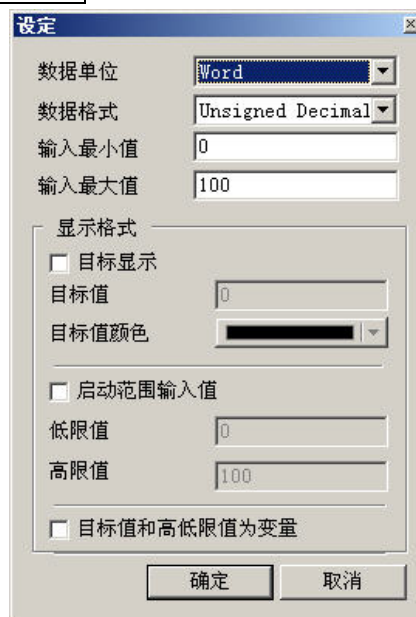 设定
数据单位 Word
数据格式 Unsigned Decimal
输入最小值 0
输入最大值 100
显示格式
目标显示
目标值 0
目标值颜色
启动范围输入值
低限值 0
高限值 100
目标值和高低限值为变量
确定 取消